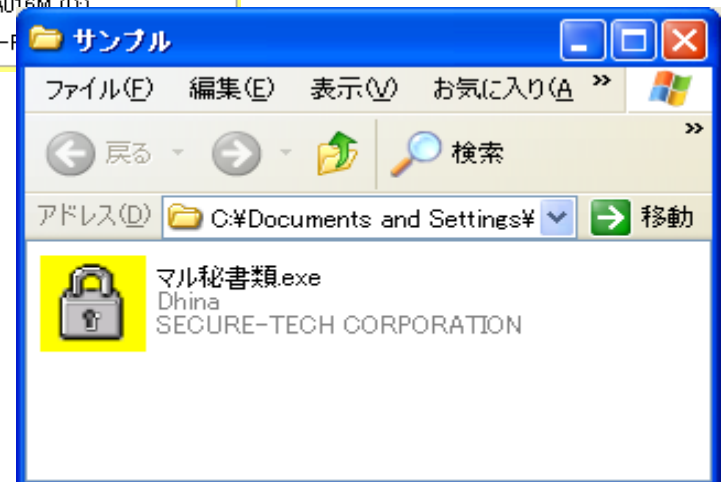 サンプル
ファイル(F) 編集(E) 表示(V) お気に入り(A »
戻る 検索 »
アドレス(D) C:¥Documents and Settings¥ 移動
マル秘書類.exe
Dhina
SECURE-TECH CORPORATION